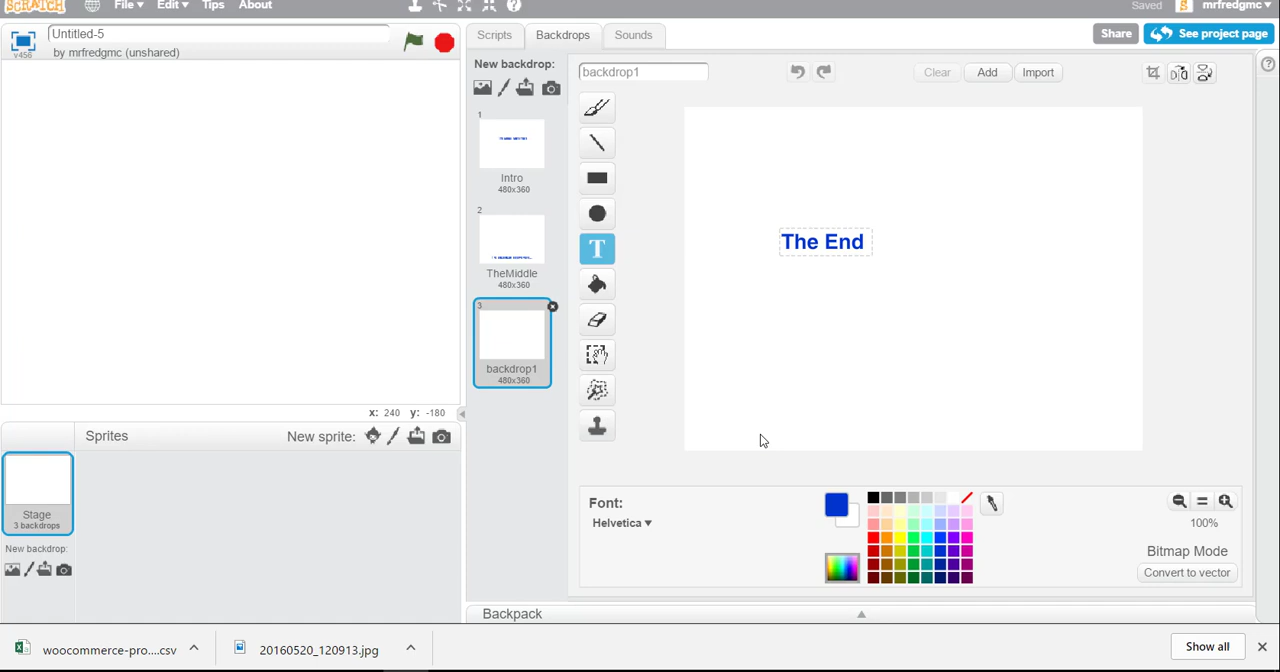 SCRATCH File▼ Edit▼ Tips About Saved S mrfredgmc▼
Untitled-5
by mrfredgmc (unshared)
v456
Scripts Backdrops Sounds
Share See project page
New backdrop:
backdrop1
Clear Add Import
1
Intro
480x360
2
TheMiddle
480x360
3
backdrop1
480x360
T
The End
x: 240 y: -180
Sprites New sprite:
Stage
3 backdrops
New backdrop:
Font:
Helvetica▼
100%
Bitmap Mode
Convert to vector
Backpack
woocommerce-pro....csv 20160520_120913.jpg Show all